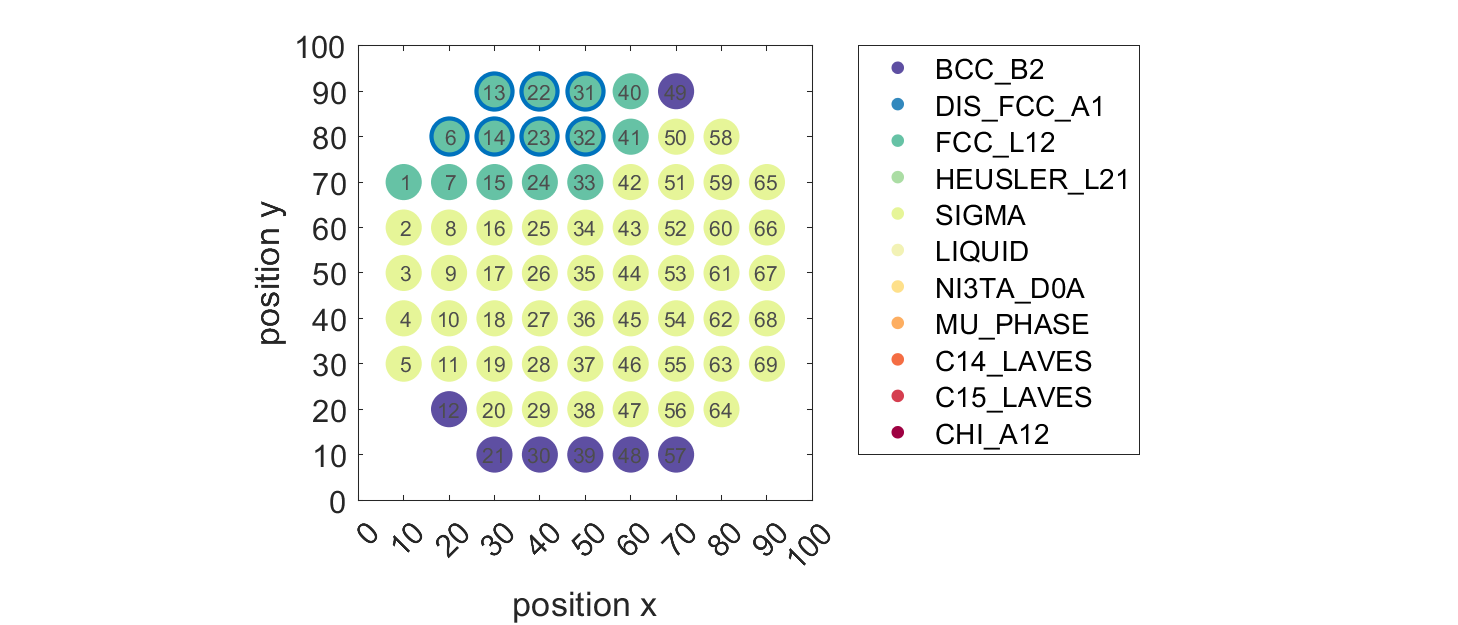 100
90
80
70
60
50
40
30
20
10
0
position y
13 22 31 40 49
6 14 23 32 41 50 58
1 7 15 24 33 42 51 59 65
2 8 16 25 34 43 52 60 66
3 9 17 26 35 44 53 61 67
4 10 18 27 36 45 54 62 68
5 11 19 28 37 46 55 63 69
12 20 29 38 47 56 64
21 30 39 48 57
0 10 20 30 40 50 60 70 80 90 100
position x
BCC_B2
DIS_FCC_A1
FCC_L12
HEUSLER_L21
SIGMA
LIQUID
NI3TA_D0A
MU_PHASE
C14_LAVES
C15_LAVES
CHI_A12